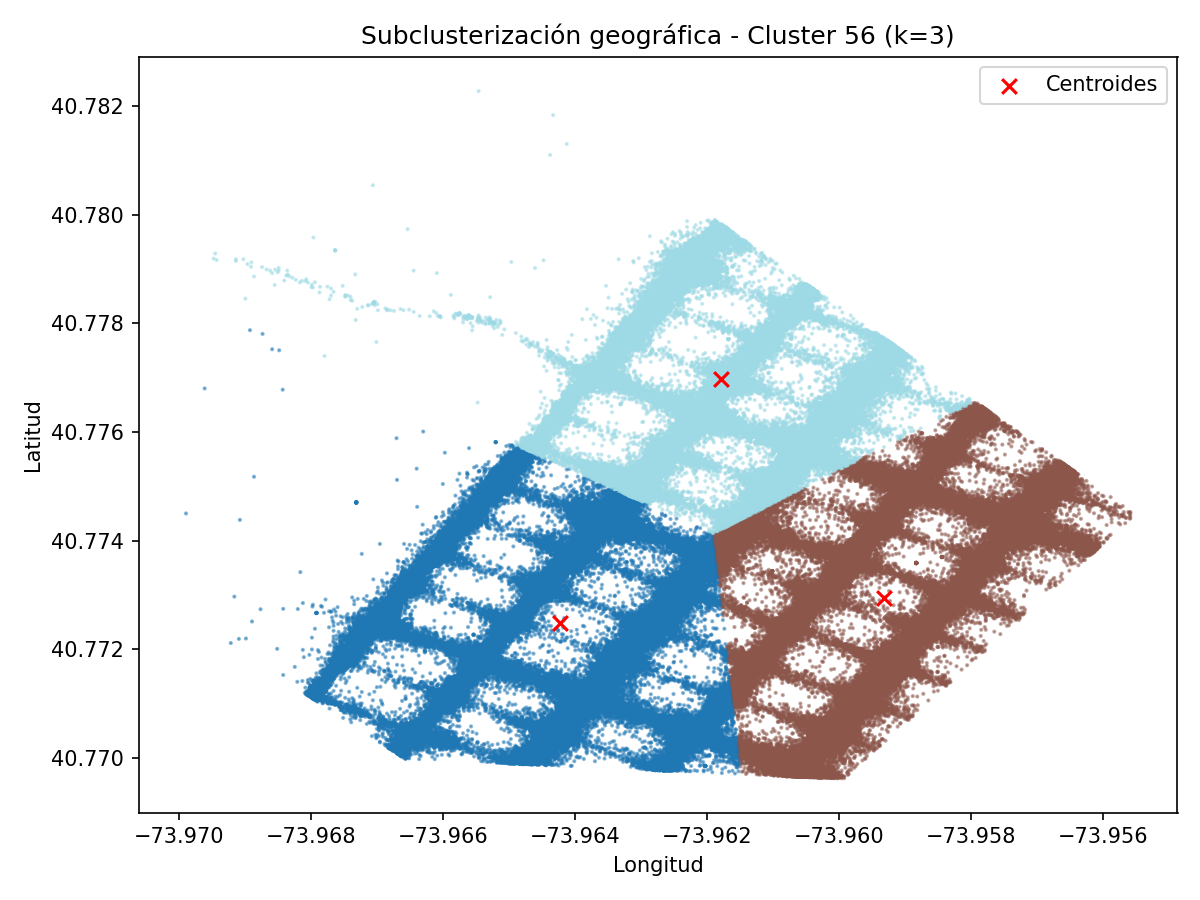 Subclusterización geográfica - Cluster 56 (k=3)
Centroides
Latitud
40.782
40.780
40.778
40.776
40.774
40.772
40.770
−73.970 −73.968 −73.966 −73.964 −73.962 −73.960 −73.958 −73.956
Longitud